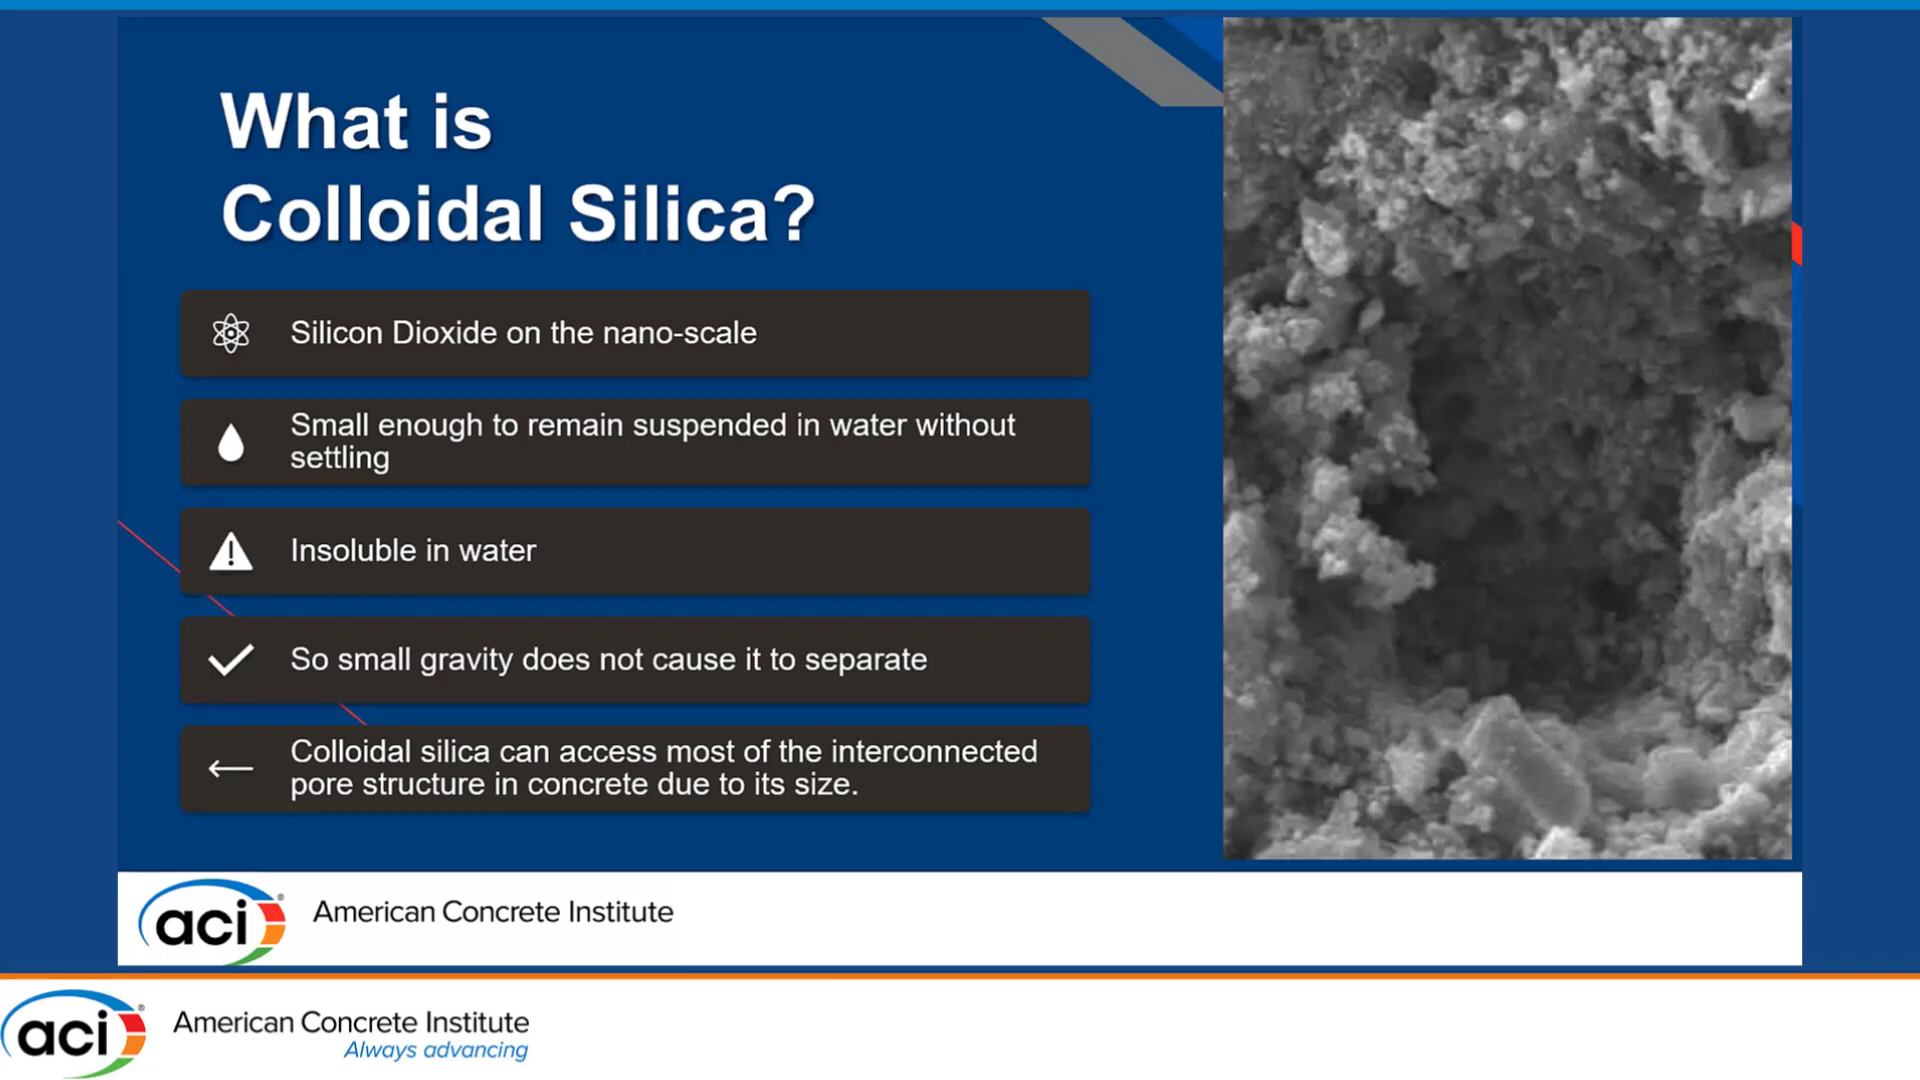 What is
Colloidal Silica?
Silicon Dioxide on the nano-scale
Small enough to remain suspended in water without
settling
Insoluble in water
So small gravity does not cause it to separate
Colloidal silica can access most of the interconnected
pore structure in concrete due to its size.
aci® American Concrete Institute
aci® American Concrete Institute
Always advancing